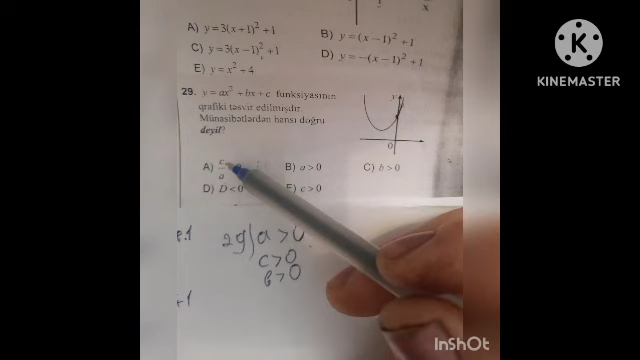 A) y = 3(x + 1)² + 1
B) y = (x − 1)² + 1
C) y = 3(x − 1)² + 1
D) y = −(x − 1)² + 1
E) y = x² + 4
KINEMASTER
29. y = ax² + bx + c funksiyasının
qrafiki təsvir edilmişdir.
Münasibətlərdən hansı doğru
deyil?
y
0
A) c/a
B) a > 0
C) b > 0
D) D < 0
E) c > 0
29) a > 0
c > 0
b > 0
InShOt